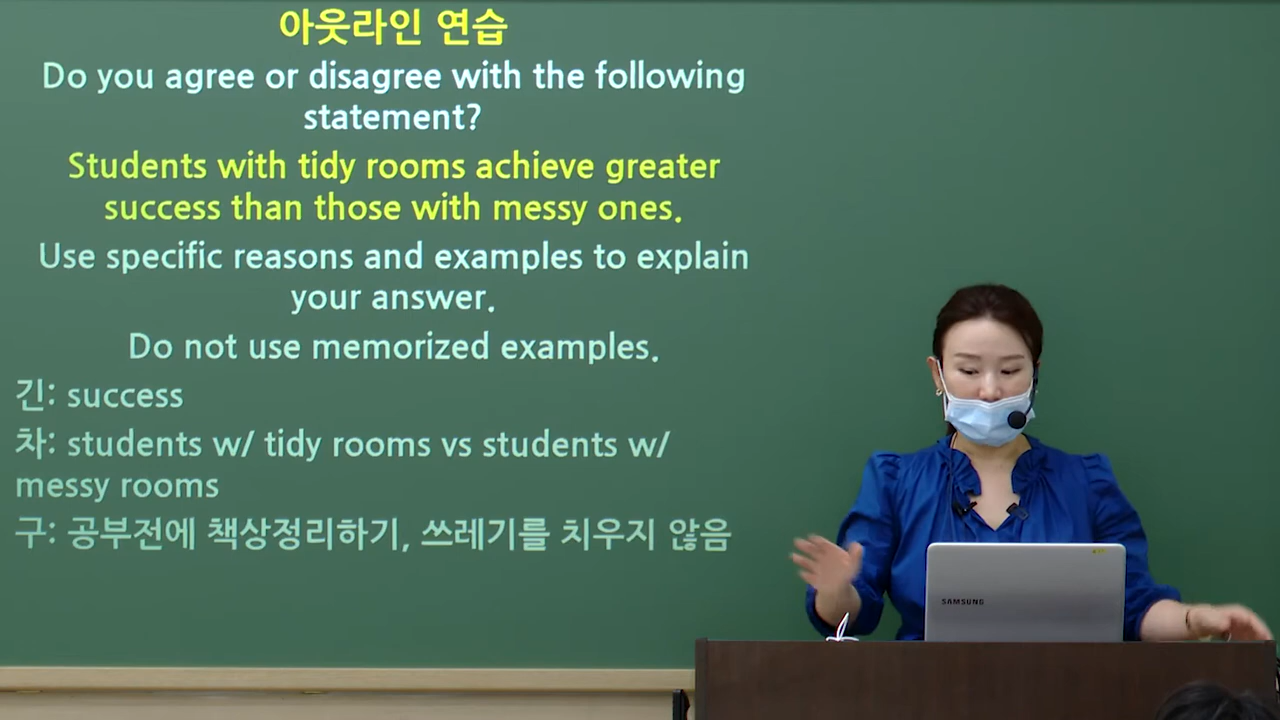 아웃라인 연습
Do you agree or disagree with the following
statement?
Students with tidy rooms achieve greater
success than those with messy ones.
Use specific reasons and examples to explain
your answer.
Do not use memorized examples.
긴: success
차: students w/ tidy rooms vs students w/
messy rooms
구: 공부전에 책상정리하기, 쓰레기를 치우지 않음
SAMSUNG